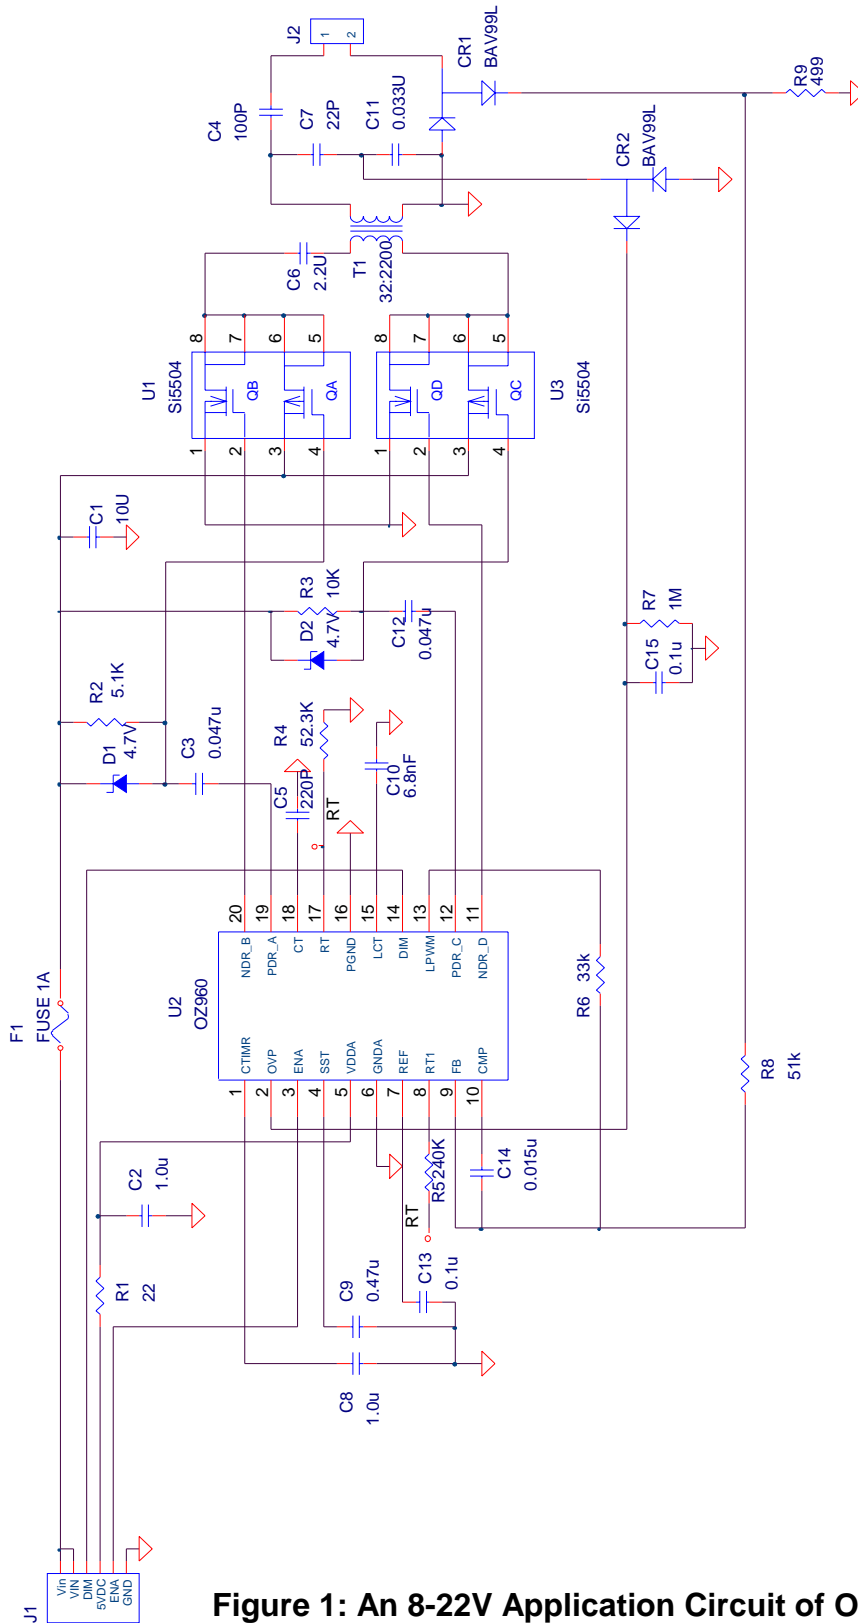 J1
Vin
VIN
DIM
5VDC
ENA
GND
F1
FUSE 1A
R1
22
C2
1.0u
C8
1.0u
C9
0.47u
C13
0.1u
RT
R5
240K
C14
0.015u
U2
OZ960
1
2
3
4
5
6
7
8
9
10
CTIMR
OVP
ENA
SST
VDDA
GNDA
REF
RT1
FB
CMP
NDR_B
PDR_A
CT
RT
PGND
LCT
DIM
LPWM
PDR_C
NDR_D
20
19
18
17
16
15
14
13
12
11
R6
33k
R8
51k
RT
C5
220P
R4
52.3K
C10
6.8nF
D1
4.7V
R2
5.1K
C3
0.047u
D2
4.7V
R3
10K
C12
0.047u
C1
10U
C15
0.1u
R7
1M
U1
Si5504
1
2
3
4
QB
QA
8
7
6
5
U3
Si5504
1
2
3
4
QD
QC
8
7
6
5
C6
2.2U
T1
32:2200
C4
100P
C7
22P
C11
0.033U
J2
1
2
CR1
BAV99L
CR2
BAV99L
R9
499
Figure 1: An 8-22V Application Circuit of O